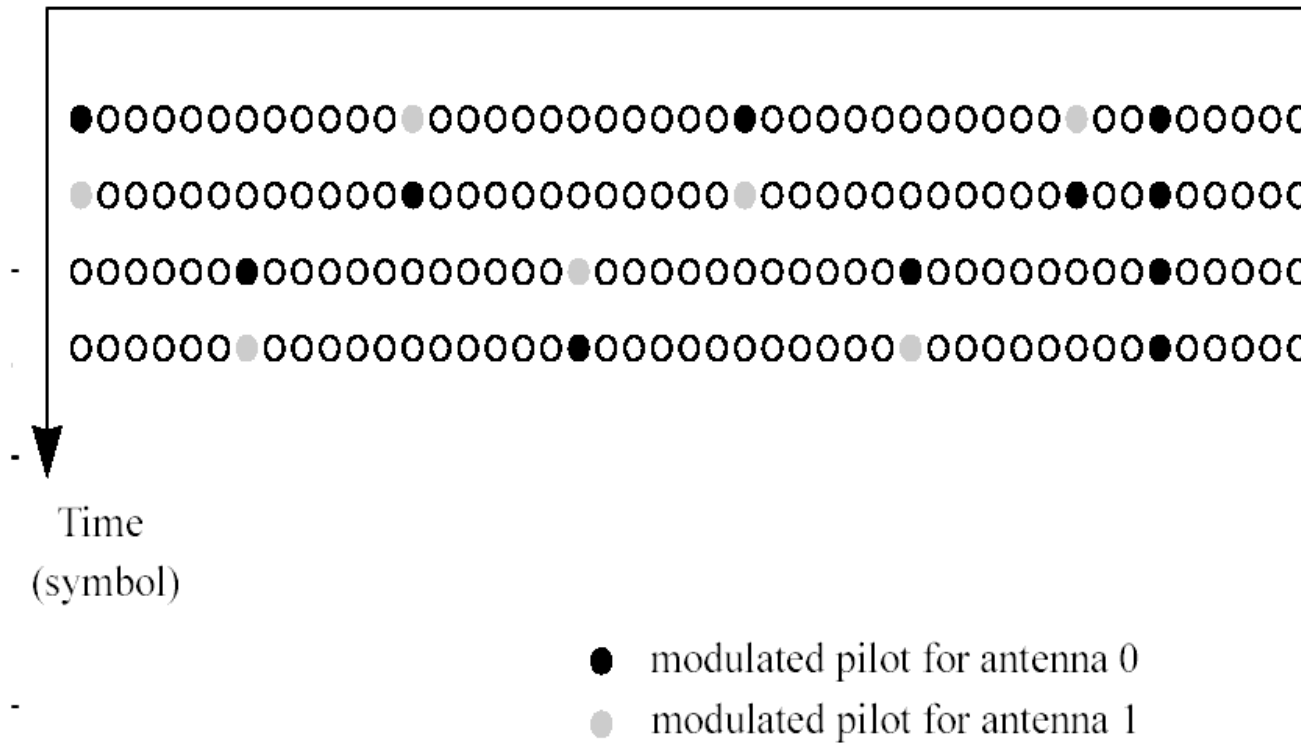 Time
(symbol)
modulated pilot for antenna 0
modulated pilot for antenna 1